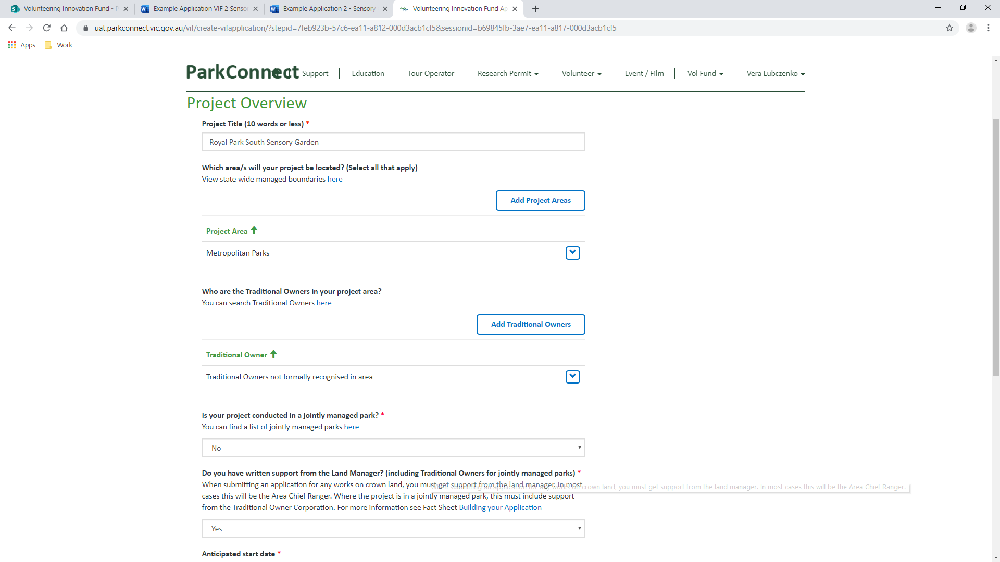 Volunteering Innovation Fund - P
Example Application VIF 2 Senso
Example Application 2 - Sensory
Volunteering Innovation Fund Ap
uat.parkconnect.vic.gov.au/vif/create-vifapplication/?stepid=7feb923b-57c6-ea11-a812-000d3acb1cf5&sessionid=b69845fb-3ae7-ea11-a817-000d3acb1cf5
Apps Work
ParkConnect Support Education Tour Operator Research Permit Volunteer Event / Film Vol Fund Vera Lubczenko
Project Overview
Project Title (10 words or less) *
Royal Park South Sensory Garden
Which area/s will your project be located? (Select all that apply)
View state wide managed boundaries here
Add Project Areas
Project Area
Metropolitan Parks
Who are the Traditional Owners in your project area?
You can search Traditional Owners here
Add Traditional Owners
Traditional Owner
Traditional Owners not formally recognised in area
Is your project conducted in a jointly managed park? *
You can find a list of jointly managed parks here
No
Do you have written support from the Land Manager? (including Traditional Owners for jointly managed parks) *
When submitting an application for any works on crown land, you must get support from the land manager. In most
When submitting an application for any works on crown land, you must get support from the land manager. In most cases this will be the Area Chief Ranger.
cases this will be the Area Chief Ranger. Where the project is in a jointly managed park, this must include support
from the Traditional Owner Corporation. For more information see Fact Sheet Building your Application
Yes
Anticipated start date *